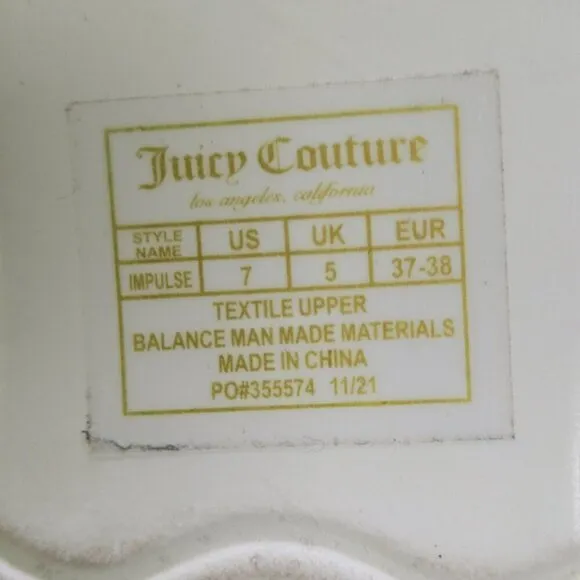 Juicy Couture
los angeles, california
STYLE NAME US UK EUR
IMPULSE 7 5 37-38
TEXTILE UPPER
BALANCE MAN MADE MATERIALS
MADE IN CHINA
PO#355574 11/21